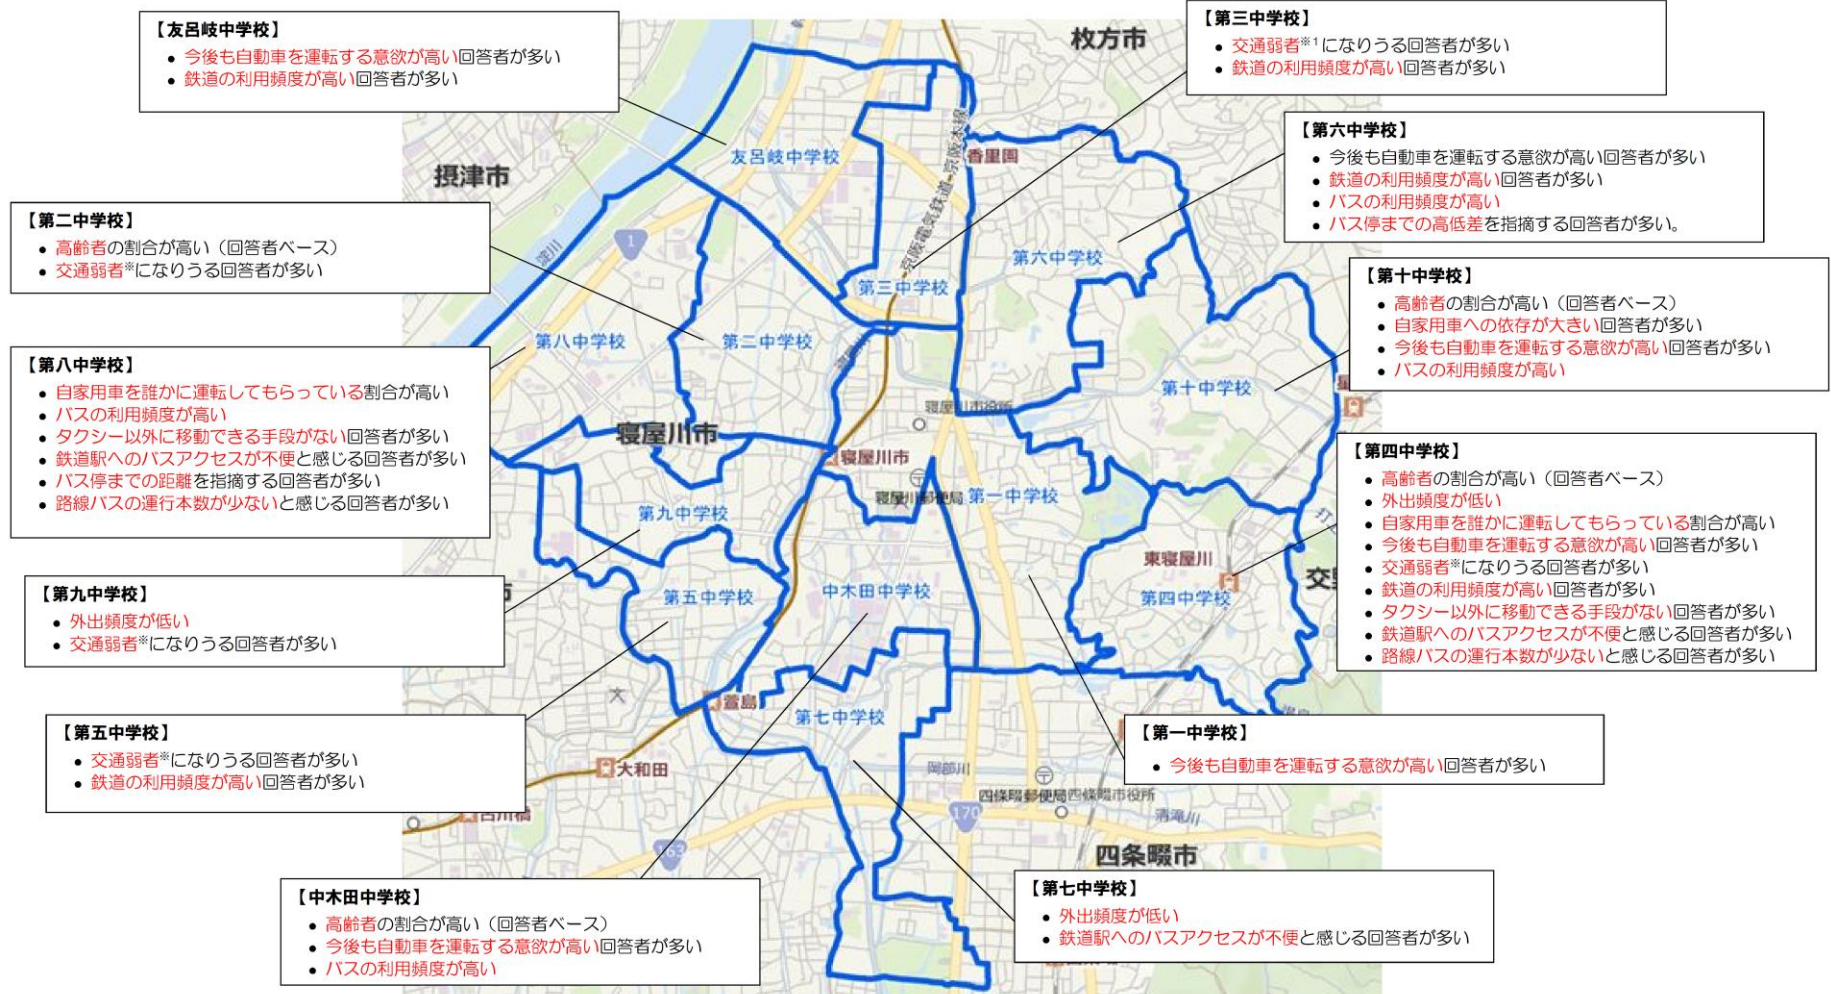 【友呂岐中学校】
• 今後も自動車を運転する意欲が高い回答者が多い
• 鉄道の利用頻度が高い回答者が多い
【第三中学校】
• 交通弱者※1になりうる回答者が多い
• 鉄道の利用頻度が高い回答者が多い
【第六中学校】
• 今後も自動車を運転する意欲が高い回答者が多い
• 鉄道の利用頻度が高い回答者が多い
• バスの利用頻度が高い
• バス停までの高低差を指摘する回答者が多い。
【第二中学校】
• 高齢者の割合が高い（回答者ベース）
• 交通弱者※になりうる回答者が多い
【第十中学校】
• 高齢者の割合が高い（回答者ベース）
• 自家用車への依存が大きい回答者が多い
• 今後も自動車を運転する意欲が高い回答者が多い
• バスの利用頻度が高い
【第八中学校】
• 自家用車を誰かに運転してもらっている割合が高い
• バスの利用頻度が高い
• タクシー以外に移動できる手段がない回答者が多い
• 鉄道駅へのバスアクセスが不便と感じる回答者が多い
• バス停までの距離を指摘する回答者が多い
• 路線バスの運行本数が少ないと感じる回答者が多い
【第四中学校】
• 高齢者の割合が高い（回答者ベース）
• 外出頻度が低い
• 自家用車を誰かに運転してもらっている割合が高い
• 今後も自動車を運転する意欲が高い回答者が多い
• 交通弱者※になりうる回答者が多い
• 鉄道の利用頻度が高い回答者が多い
• タクシー以外に移動できる手段がない回答者が多い
• 鉄道駅へのバスアクセスが不便と感じる回答者が多い
• 路線バスの運行本数が少ないと感じる回答者が多い
【第九中学校】
• 外出頻度が低い
• 交通弱者※になりうる回答者が多い
【第五中学校】
• 交通弱者※になりうる回答者が多い
• 鉄道の利用頻度が高い回答者が多い
【第一中学校】
• 今後も自動車を運転する意欲が高い回答者が多い
【中木田中学校】
• 高齢者の割合が高い（回答者ベース）
• 今後も自動車を運転する意欲が高い回答者が多い
• バスの利用頻度が高い
【第七中学校】
• 外出頻度が低い
• 鉄道駅へのバスアクセスが不便と感じる回答者が多い
枚方市
摂津市
友呂岐中学校
香里園
京阪電気鉄道-京阪本線
淀川
1
第六中学校
第三中学校
第八中学校
第二中学校
第十中学校
寝屋川市役所
寝屋川市
寝屋川市
寝屋川郵便局
第一中学校
第九中学校
東寝屋川
第四中学校
第五中学校
中木田中学校
萱島
第七中学校
大和田
岡部川
四條畷郵便局
四條畷市役所
清滝川
170
163
古川橋
四条畷市